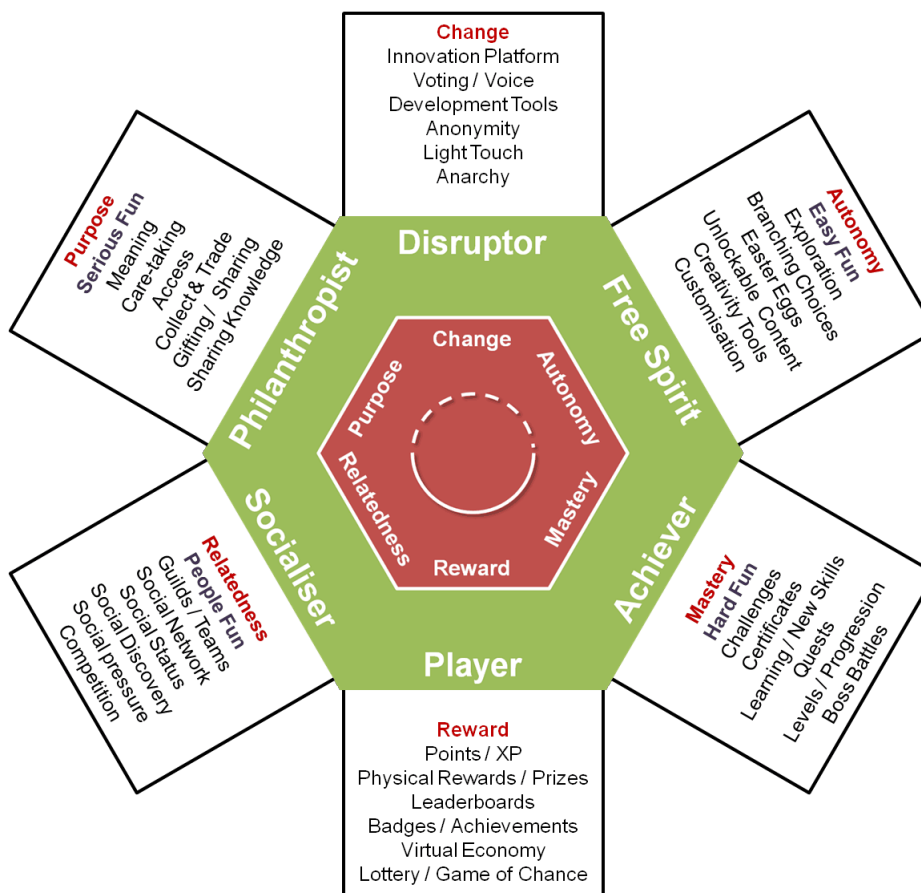 Change
Innovation Platform
Voting / Voice
Development Tools
Anonymity
Light Touch
Anarchy
Purpose
Serious Fun
Meaning
Care-taking
Access
Collect & Trade
Gifting/ Sharing
Sharing Knowledge
Autonomy
Easy Fun
Exploration
Branching Choices
Easter Eggs
Unlockable Content
Creativity Tools
Customisation
Disruptor
Philanthropist
Free Spirit
Change
Purpose
Autonomy
Relatedness
Mastery
Reward
Socialiser
Achiever
Player
Relatedness
People Fun
Guilds / Teams
Social Network
Social Status
Social Discovery
Social pressure
Competition
Mastery
Hard Fun
Challenges
Certificates
Learning / New Skills
Quests
Levels / Progression
Boss Battles
Reward
Points / XP
Physical Rewards / Prizes
Leaderboards
Badges / Achievements
Virtual Economy
Lottery / Game of Chance